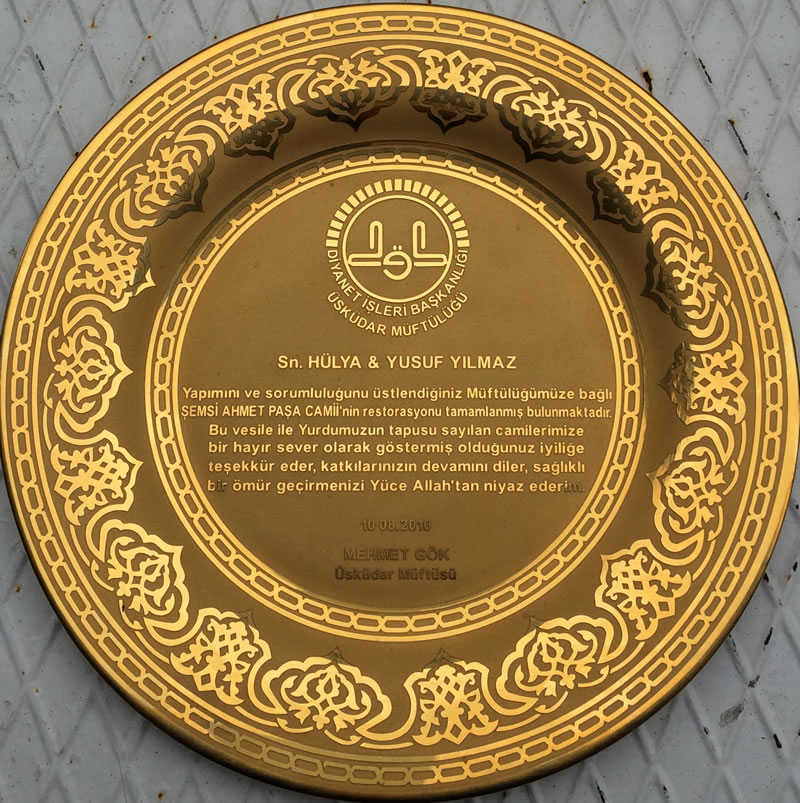 DİYANET İŞLERİ BAŞKANLIĞI
ÜSKÜDAR MÜFTÜLÜĞÜ
Sn. HÜLYA & YUSUF YILMAZ
Yapımını ve sorumluluğunu üstlendiğiniz Müftülüğümüze bağlı
ŞEMSİ AHMET PAŞA CAMİİ'nin restorasyonu tamamlanmış bulunmaktadır.
Bu vesile ile Yurdumuzun tapusu sayılan camilerimize
bir hayır sever olarak göstermiş olduğunuz iyiliğe
teşekkür eder, katkılarınızın devamını diler, sağlıklı
bir ömür geçirmenizi Yüce Allah'tan niyaz ederim.
10.08.2010
MEHMET GÖK
Üsküdar Müftüsü